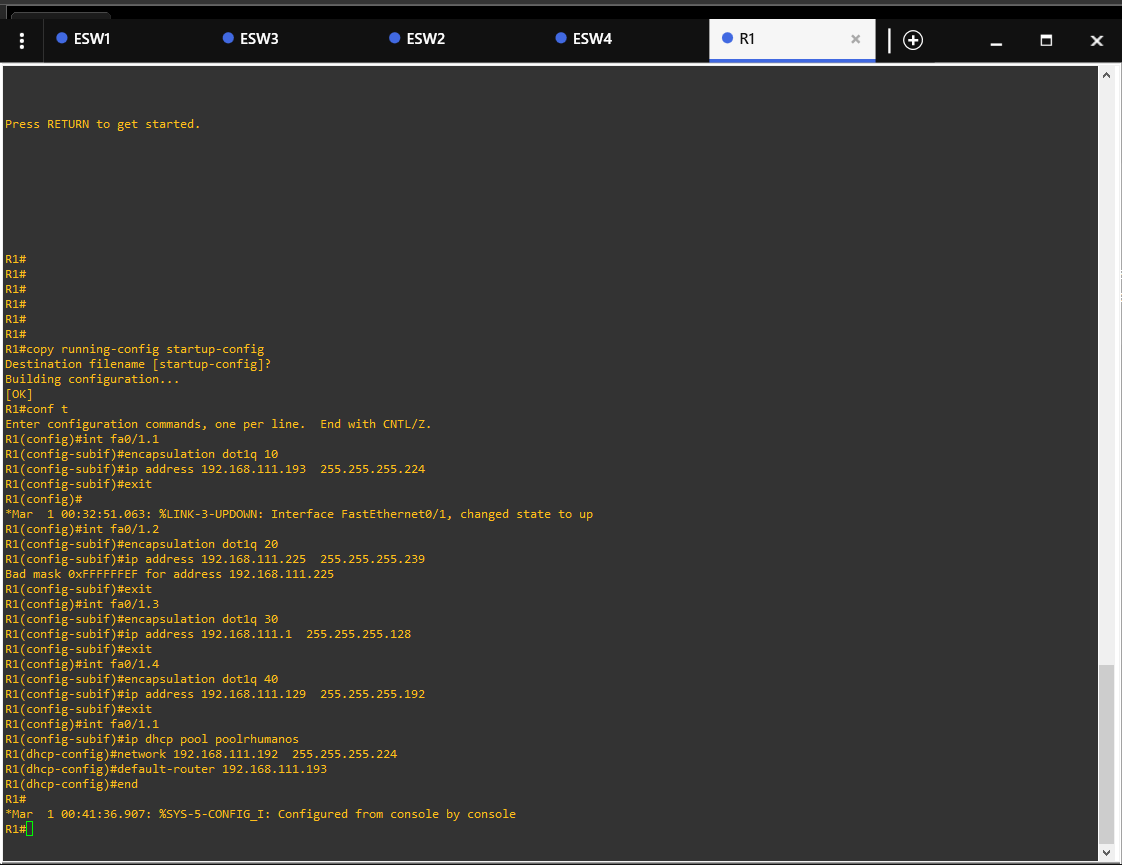 ESW1 ESW3 ESW2 ESW4 R1
Press RETURN to get started.
R1#
R1#
R1#
R1#
R1#
R1#
R1#copy running-config startup-config
Destination filename [startup-config]?
Building configuration...
[OK]
R1#conf t
Enter configuration commands, one per line.  End with CNTL/Z.
R1(config)#int fa0/1.1
R1(config-subif)#encapsulation dot1q 10
R1(config-subif)#ip address 192.168.111.193  255.255.255.224
R1(config-subif)#exit
R1(config)#
*Mar  1 00:32:51.063: %LINK-3-UPDOWN: Interface FastEthernet0/1, changed state to up
R1(config)#int fa0/1.2
R1(config-subif)#encapsulation dot1q 20
R1(config-subif)#ip address 192.168.111.225  255.255.255.239
Bad mask 0xFFFFFFEF for address 192.168.111.225
R1(config-subif)#exit
R1(config)#int fa0/1.3
R1(config-subif)#encapsulation dot1q 30
R1(config-subif)#ip address 192.168.111.1  255.255.255.128
R1(config-subif)#exit
R1(config)#int fa0/1.4
R1(config-subif)#encapsulation dot1q 40
R1(config-subif)#ip address 192.168.111.129  255.255.255.192
R1(config-subif)#exit
R1(config)#int fa0/1.1
R1(config-subif)#ip dhcp pool poolrhumanos
R1(dhcp-config)#network 192.168.111.192  255.255.255.224
R1(dhcp-config)#default-router 192.168.111.193
R1(dhcp-config)#end
R1#
*Mar  1 00:41:36.907: %SYS-5-CONFIG_I: Configured from console by console
R1#